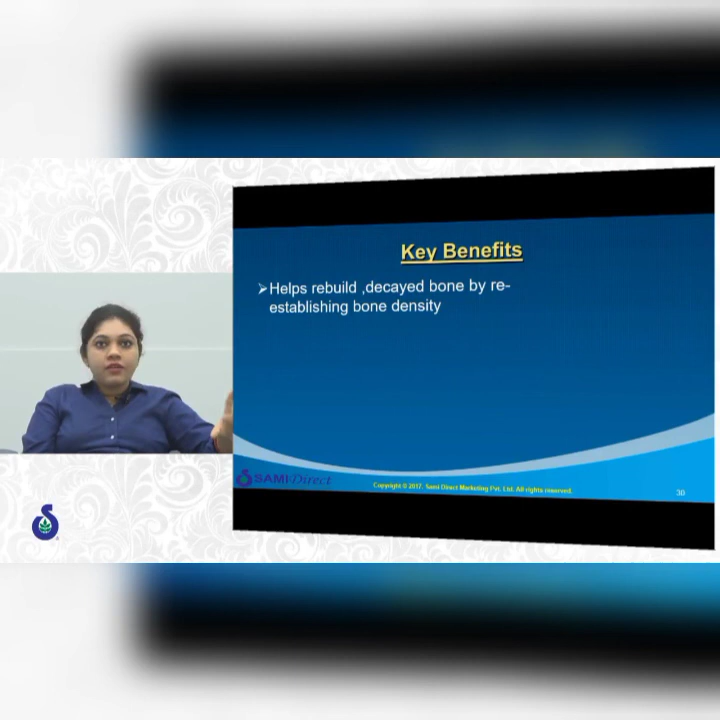 Key Benefits
➢Helps rebuild ,decayed bone by re-
establishing bone density
SAMI Direct
Copyright © 2017, Sami Direct Marketing Pvt. Ltd. All rights reserved.
30